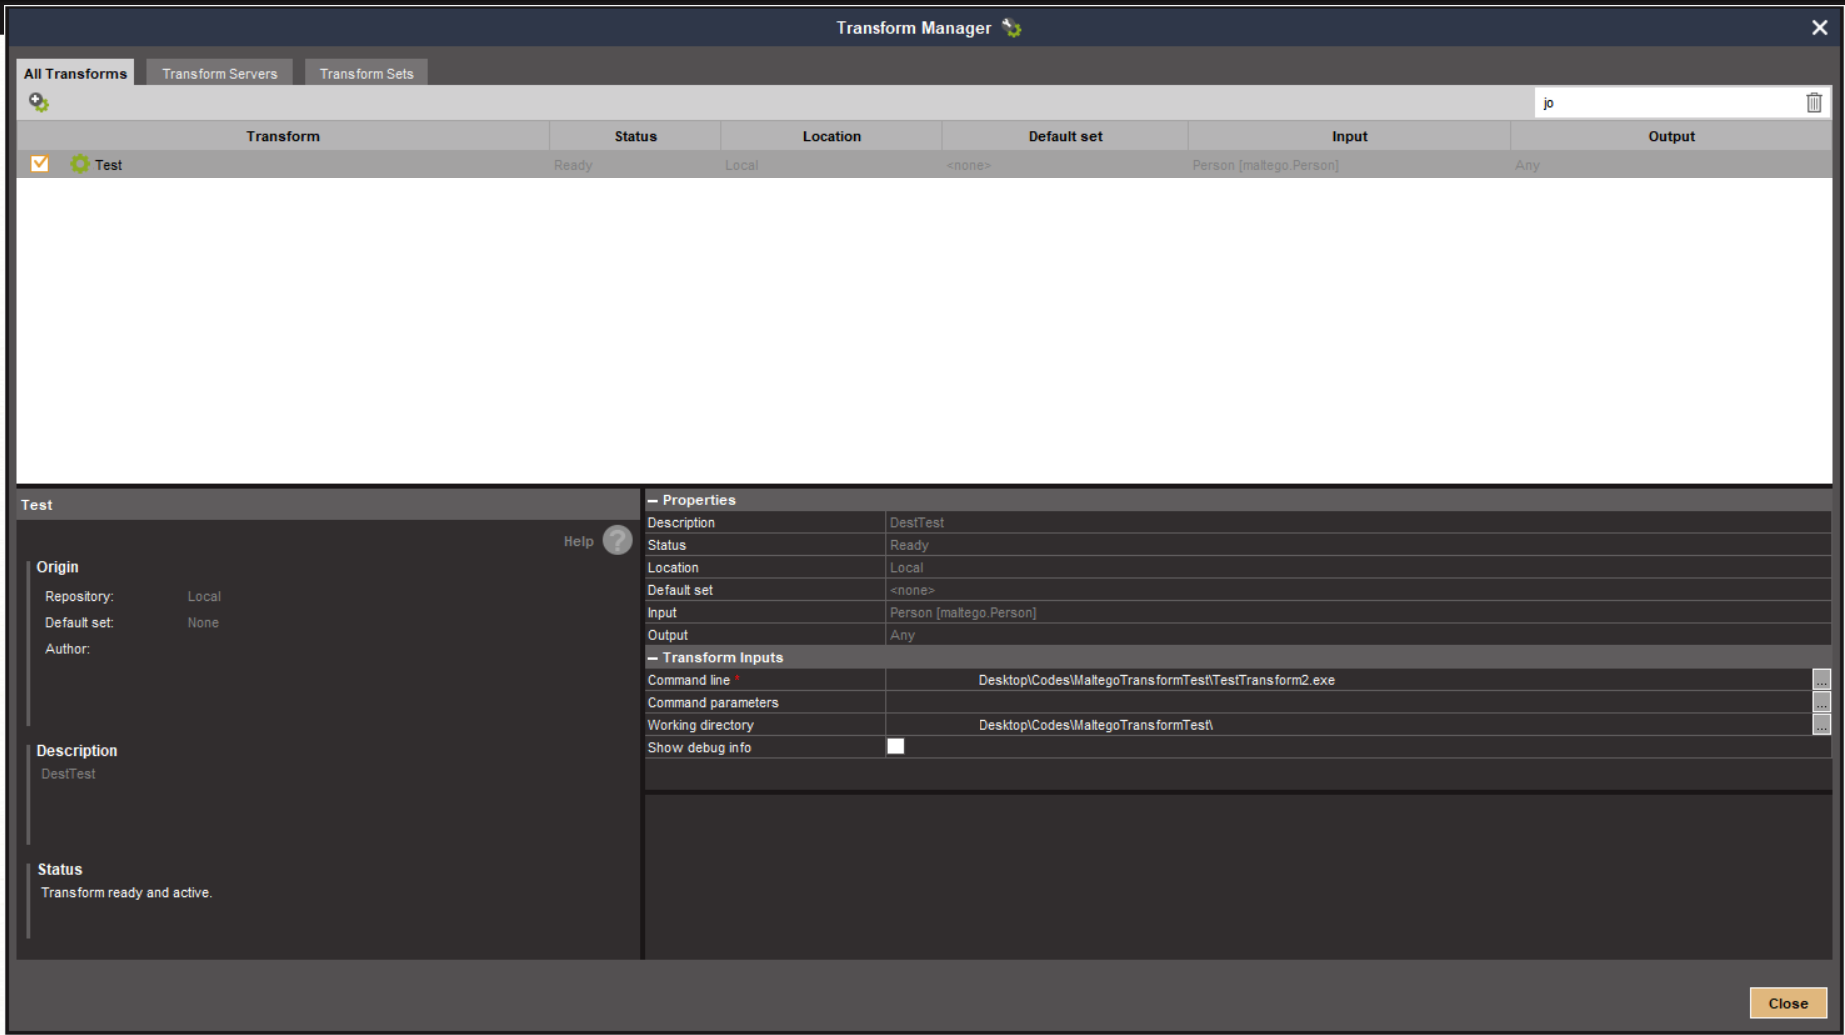 Transform Manager
All Transforms Transform Servers Transform Sets
jo
Transform Status Location Default set Input Output
Test Ready Local <none> Person [maltego.Person] Any
Test
Help ?
Origin
Repository: Local
Default set: None
Author:
Description
DestTest
Status
Transform ready and active.
Properties
Description DestTest
Status Ready
Location Local
Default set <none>
Input Person [maltego.Person]
Output Any
Transform Inputs
Command line * Desktop\Codes\MaltegoTransformTest\TestTransform2.exe ...
Command parameters ...
Working directory Desktop\Codes\MaltegoTransformTest\ ...
Show debug info
Close